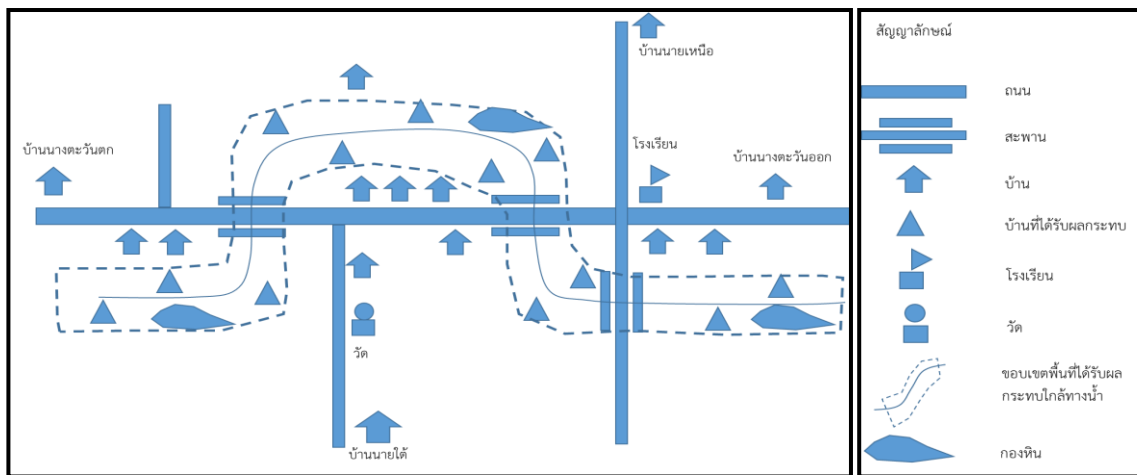 บ้านนายเหนือ
บ้านนางตะวันตก
โรงเรียน
บ้านนางตะวันออก
วัด
บ้านนายใต้
สัญญาลักษณ์
ถนน
สะพาน
บ้าน
บ้านที่ได้รับผลกระทบ
โรงเรียน
วัด
ขอบเขตพื้นที่ได้รับผล
กระทบใกล้ทางน้ำ
กองหิน